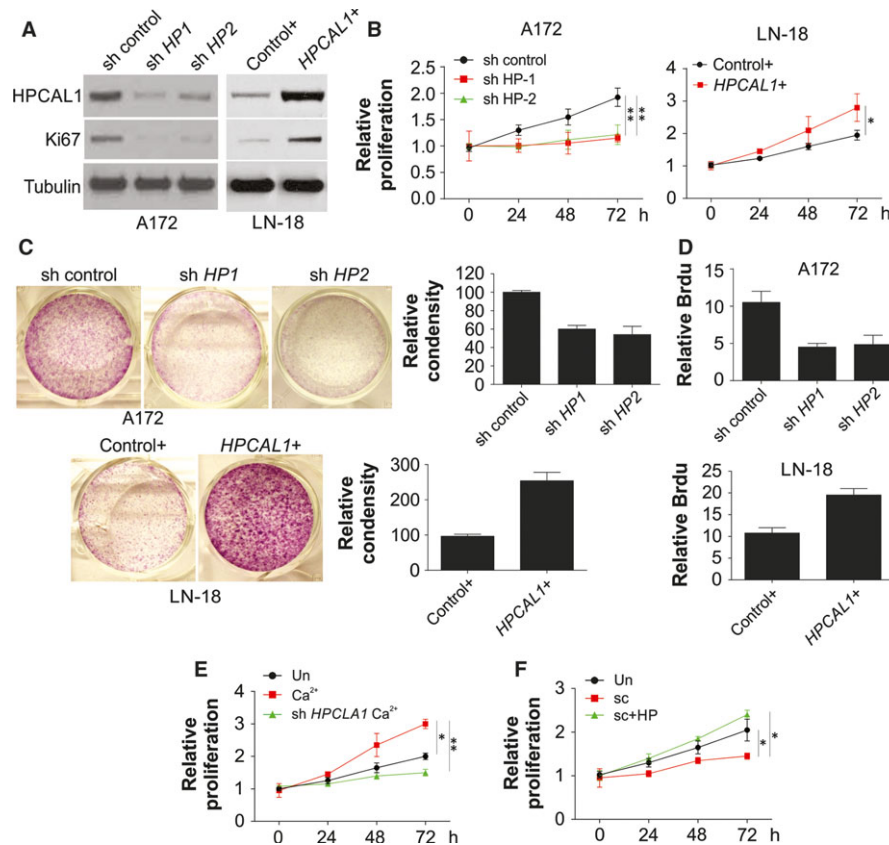 A
sh control
sh HP1
sh HP2
Control+
HPCAL1+
HPCAL1
Ki67
Tubulin
A172
LN-18
B
A172
sh control
sh HP-1
sh HP-2
Relative proliferation
2.5
2.0
1.5
1.0
0.5
0.0
0 24 48 72 h
**
**
LN-18
Control+
HPCAL1+
4
3
2
1
0
0 24 48 72 h
*
C
sh control
sh HP1
sh HP2
A172
Relative condensity
120
100
80
60
40
20
0
sh control
sh HP1
sh HP2
Control+
HPCAL1+
LN-18
Relative condensity
300
200
100
0
Control+
HPCAL1+
D
A172
Relative Brdu
15
10
5
0
sh control
sh HP1
sh HP2
LN-18
Relative Brdu
25
20
15
10
5
0
Control+
HPCAL1+
E
Un
Ca²⁺
sh HPCLA1 Ca²⁺
Relative proliferation
4
3
2
1
0
0 24 48 72 h
*
**
F
Un
sc
sc+HP
Relative proliferation
3
2
1
0
0 24 48 72 h
*
*